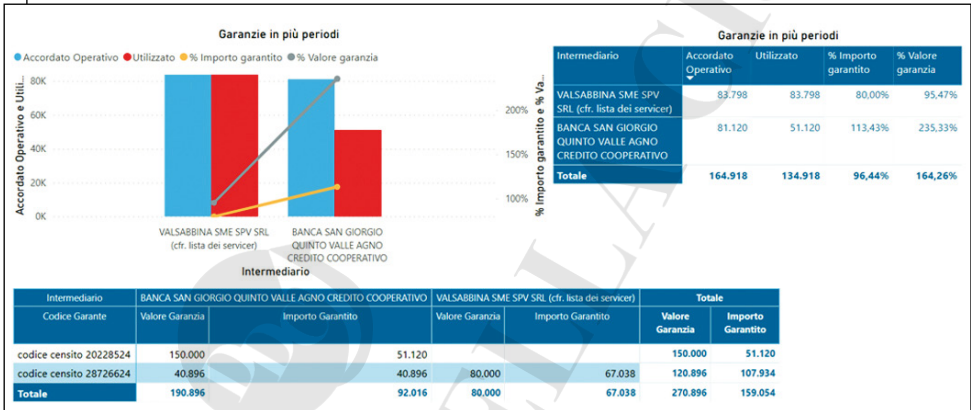 Garanzie in più periodi
Accordato Operativo Utilizzato % Importo garantito % Valore garanzia
Accordato Operativo e Utili...
80K
60K
40K
20K
0K
200%
150%
100%
% Importo garantito e % Va...
VALSABBINA SME SPV SRL
(cfr. lista dei servicer)
BANCA SAN GIORGIO
QUINTO VALLE AGNO
CREDITO COOPERATIVO
Intermediario
Garanzie in più periodi
Intermediario Accordato Operativo Utilizzato % Importo garantito % Valore garanzia
VALSABBINA SME SPV SRL (cfr. lista dei servicer) 83.798 83.798 80,00% 95,47%
BANCA SAN GIORGIO QUINTO VALLE AGNO CREDITO COOPERATIVO 81.120 51.120 113,43% 235,33%
Totale 164.918 134.918 96,44% 164,26%
Intermediario BANCA SAN GIORGIO QUINTO VALLE AGNO CREDITO COOPERATIVO VALSABBINA SME SPV SRL (cfr. lista dei servicer) Totale
Codice Garante Valore Garanzia Importo Garantito Valore Garanzia Importo Garantito Valore Garanzia Importo Garantito
codice censito 20228524 150.000 51.120 150.000 51.120
codice censito 28726624 40.896 40.896 80,000 67.038 120.896 107.934
Totale 190.896 92.016 80,000 67.038 270.896 159.054